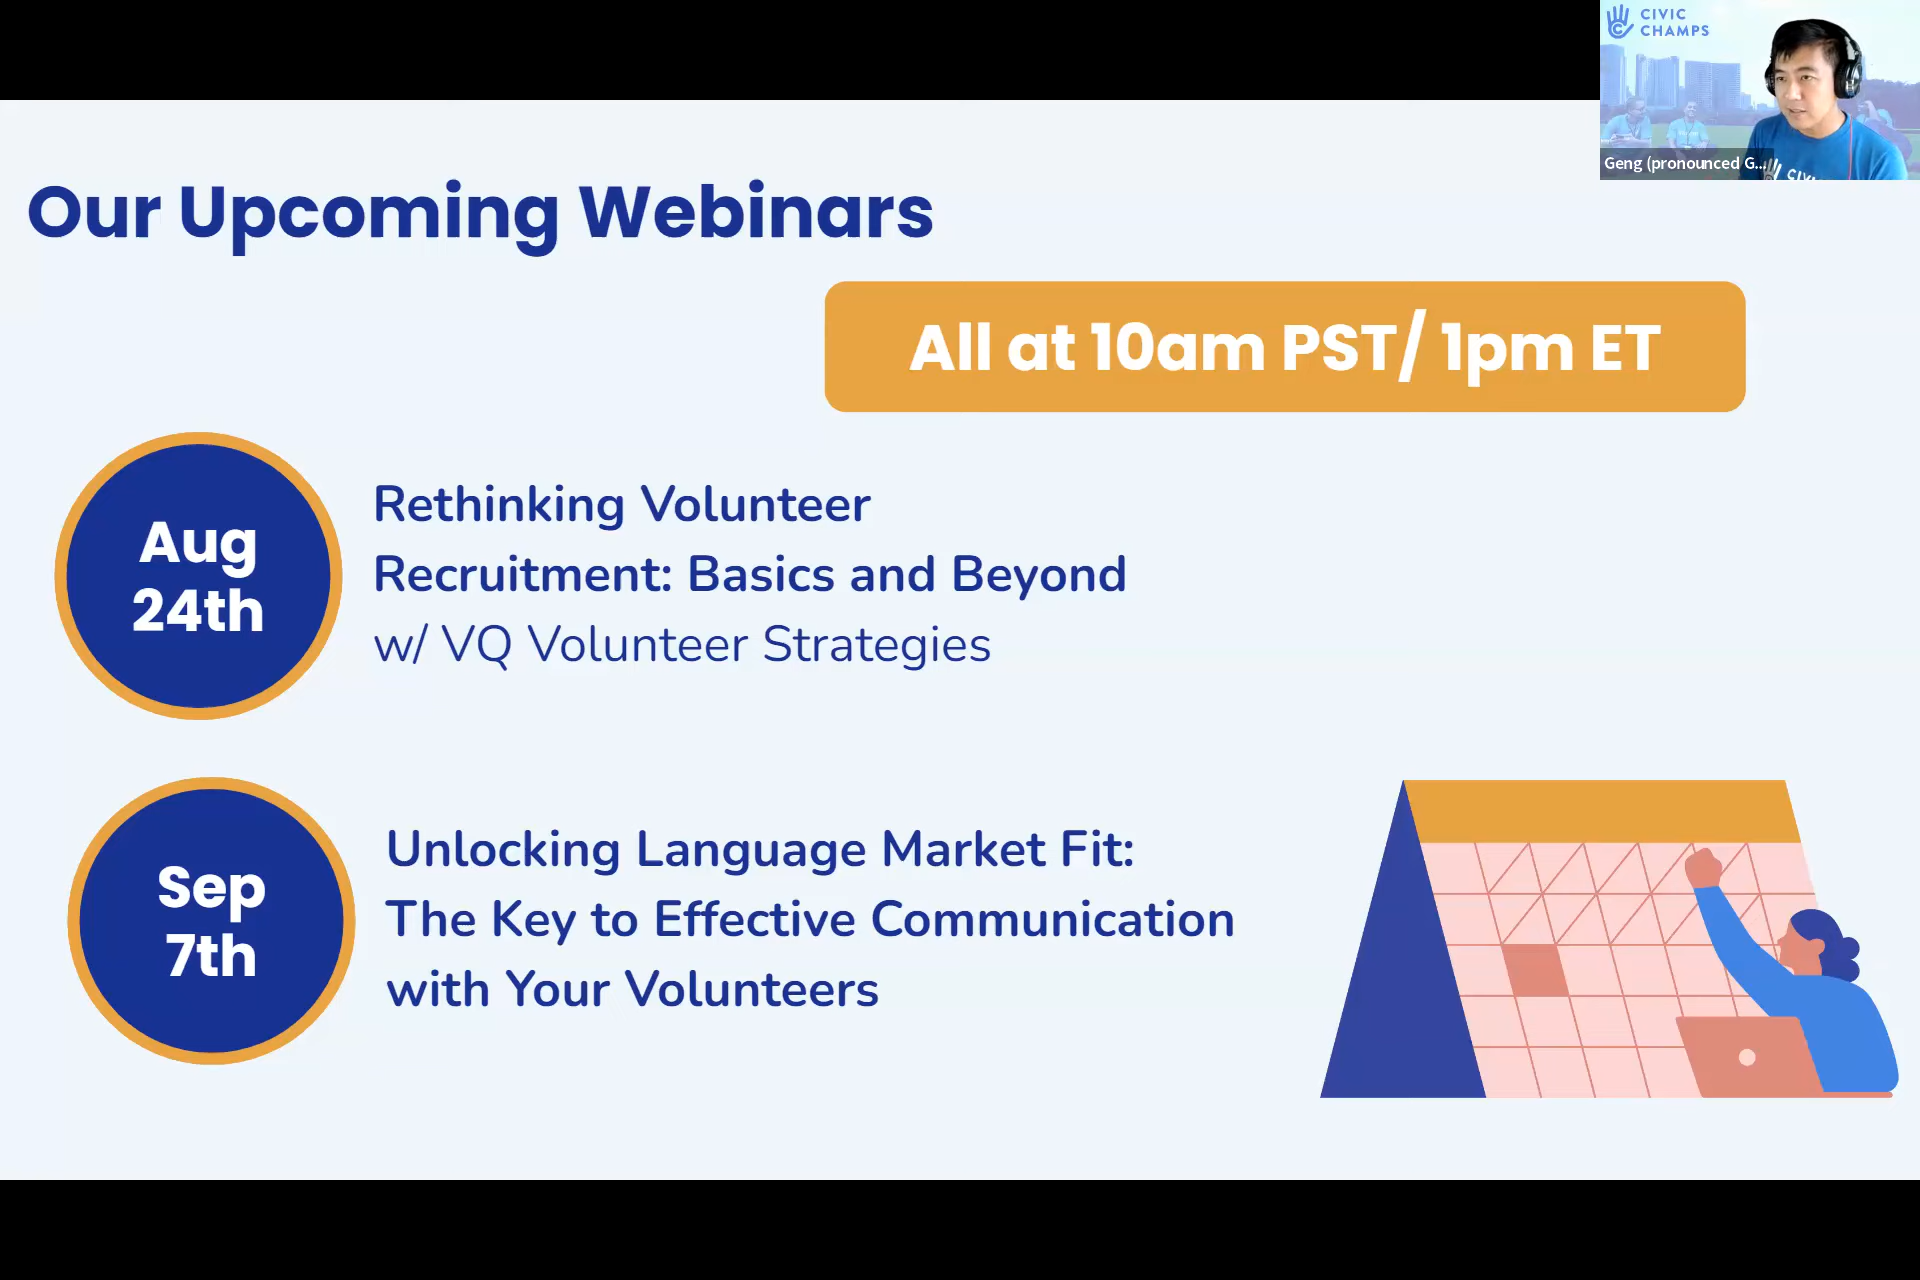 CIVIC
CHAMPS
Geng (pronounced G...
CIV
Our Upcoming Webinars
All at 10am PST/ 1pm ET
Aug
24th
Rethinking Volunteer
Recruitment: Basics and Beyond
w/ VQ Volunteer Strategies
Sep
7th
Unlocking Language Market Fit:
The Key to Effective Communication
with Your Volunteers